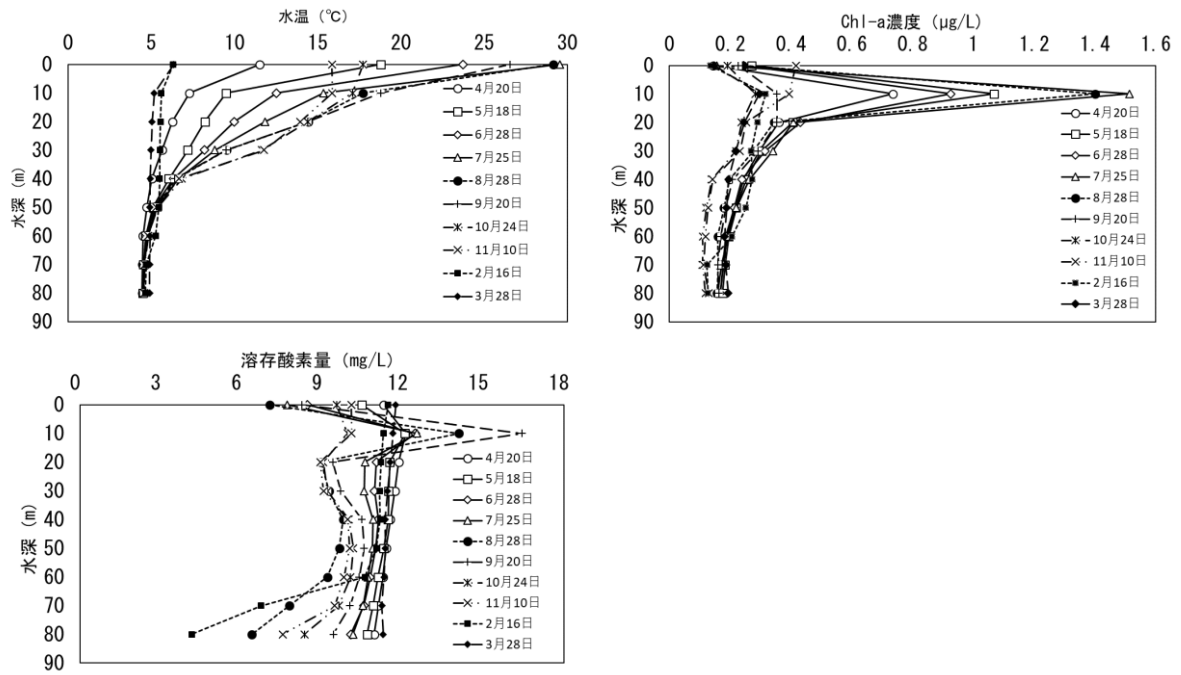 水温 (℃)
0 5 10 15 20 25 30
0
10
20
30
40
50
60
70
80
90
水深 (m)
4月20日
5月18日
6月28日
7月25日
8月28日
9月20日
10月24日
11月10日
2月16日
3月28日
Chl-a濃度 (μg/L)
0 0.2 0.4 0.6 0.8 1 1.2 1.4 1.6
0
10
20
30
40
50
60
70
80
90
水深 (m)
4月20日
5月18日
6月28日
7月25日
8月28日
9月20日
10月24日
11月10日
2月16日
3月28日
溶存酸素量 (mg/L)
0 3 6 9 12 15 18
0
10
20
30
40
50
60
70
80
90
水深 (m)
4月20日
5月18日
6月28日
7月25日
8月28日
9月20日
10月24日
11月10日
2月16日
3月28日